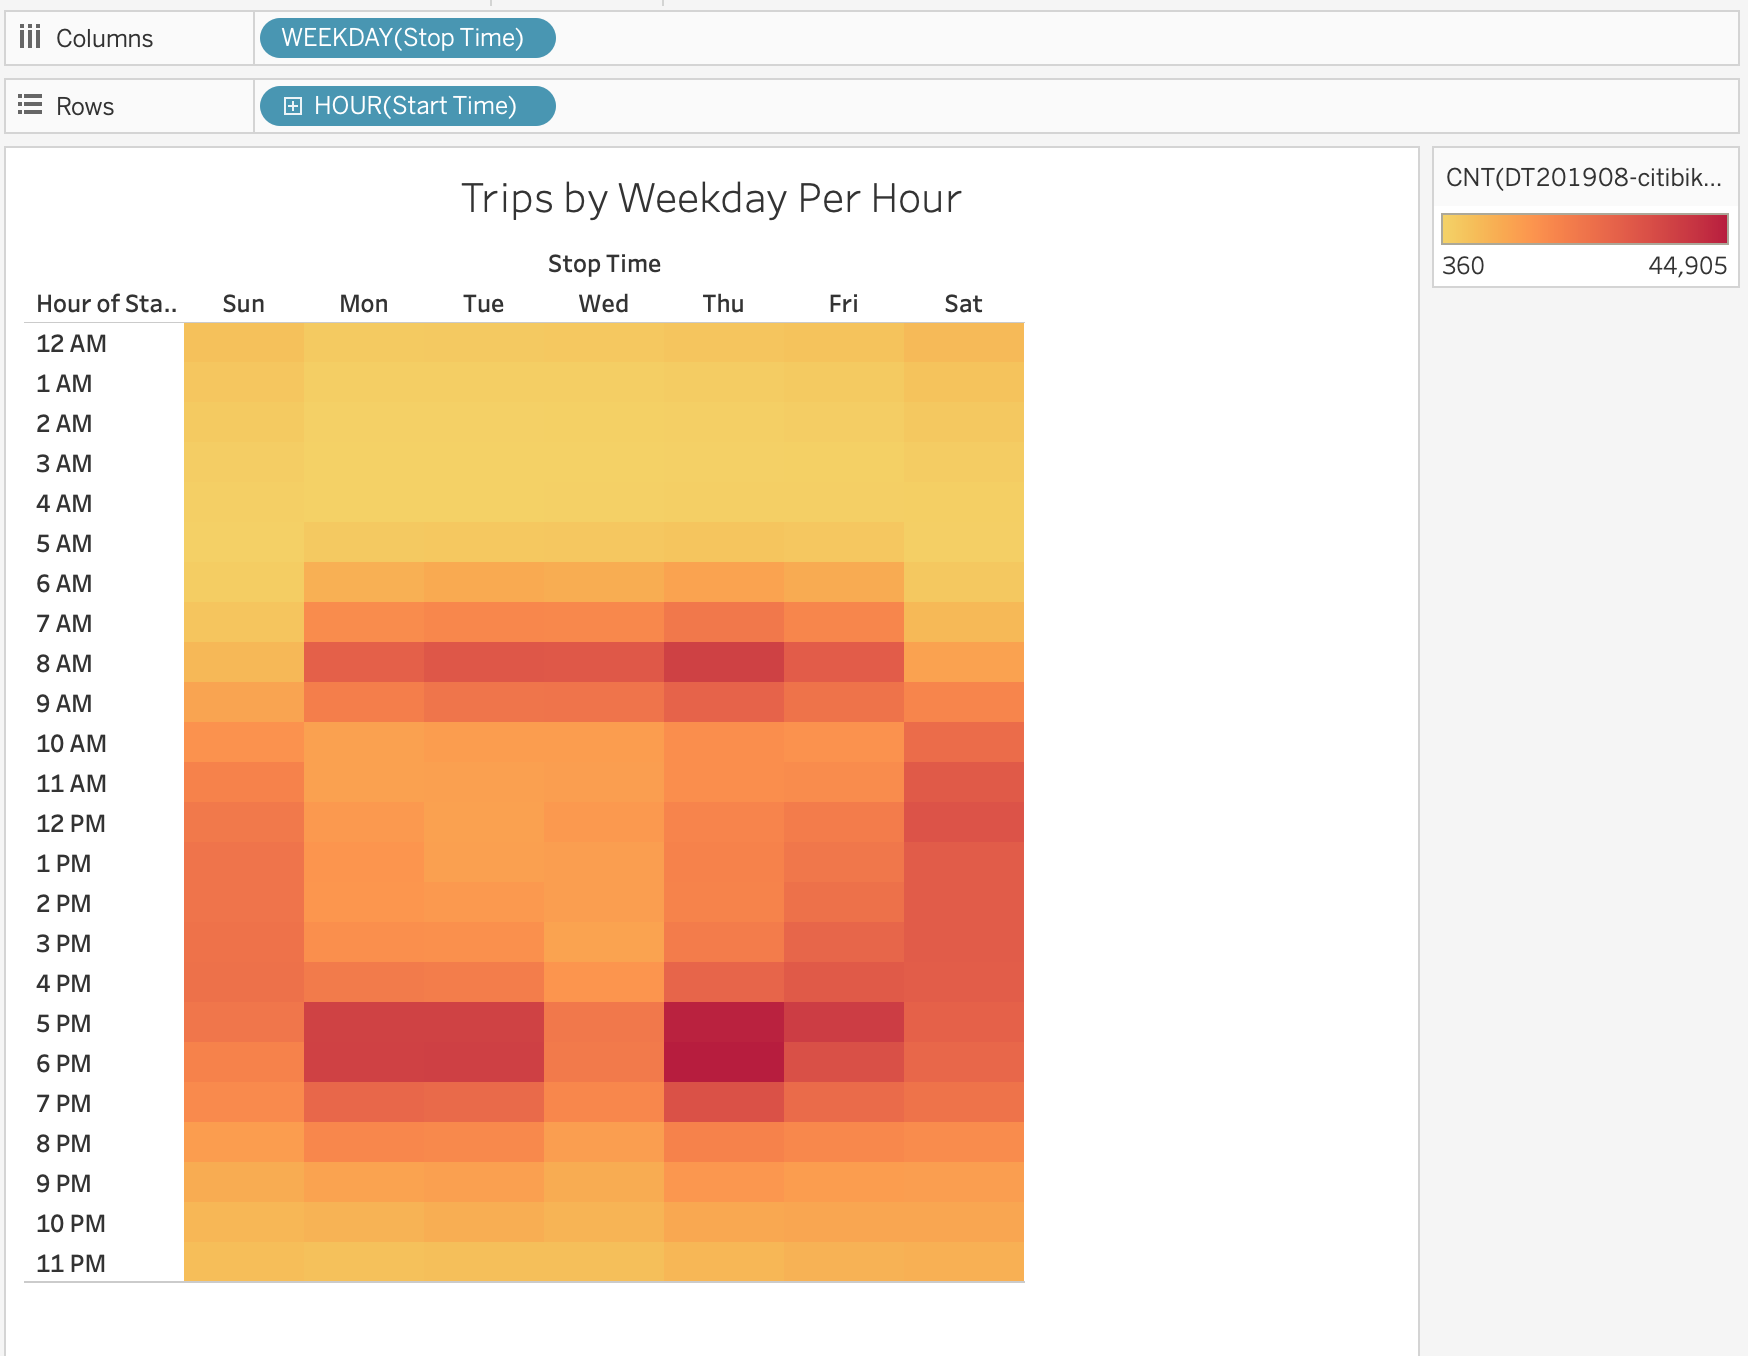 Columns WEEKDAY(Stop Time)
Rows HOUR(Start Time)
Trips by Weekday Per Hour
Stop Time
Hour of Sta.. Sun Mon Tue Wed Thu Fri Sat
12 AM
1 AM
2 AM
3 AM
4 AM
5 AM
6 AM
7 AM
8 AM
9 AM
10 AM
11 AM
12 PM
1 PM
2 PM
3 PM
4 PM
5 PM
6 PM
7 PM
8 PM
9 PM
10 PM
11 PM
CNT(DT201908-citibik...
360 44,905